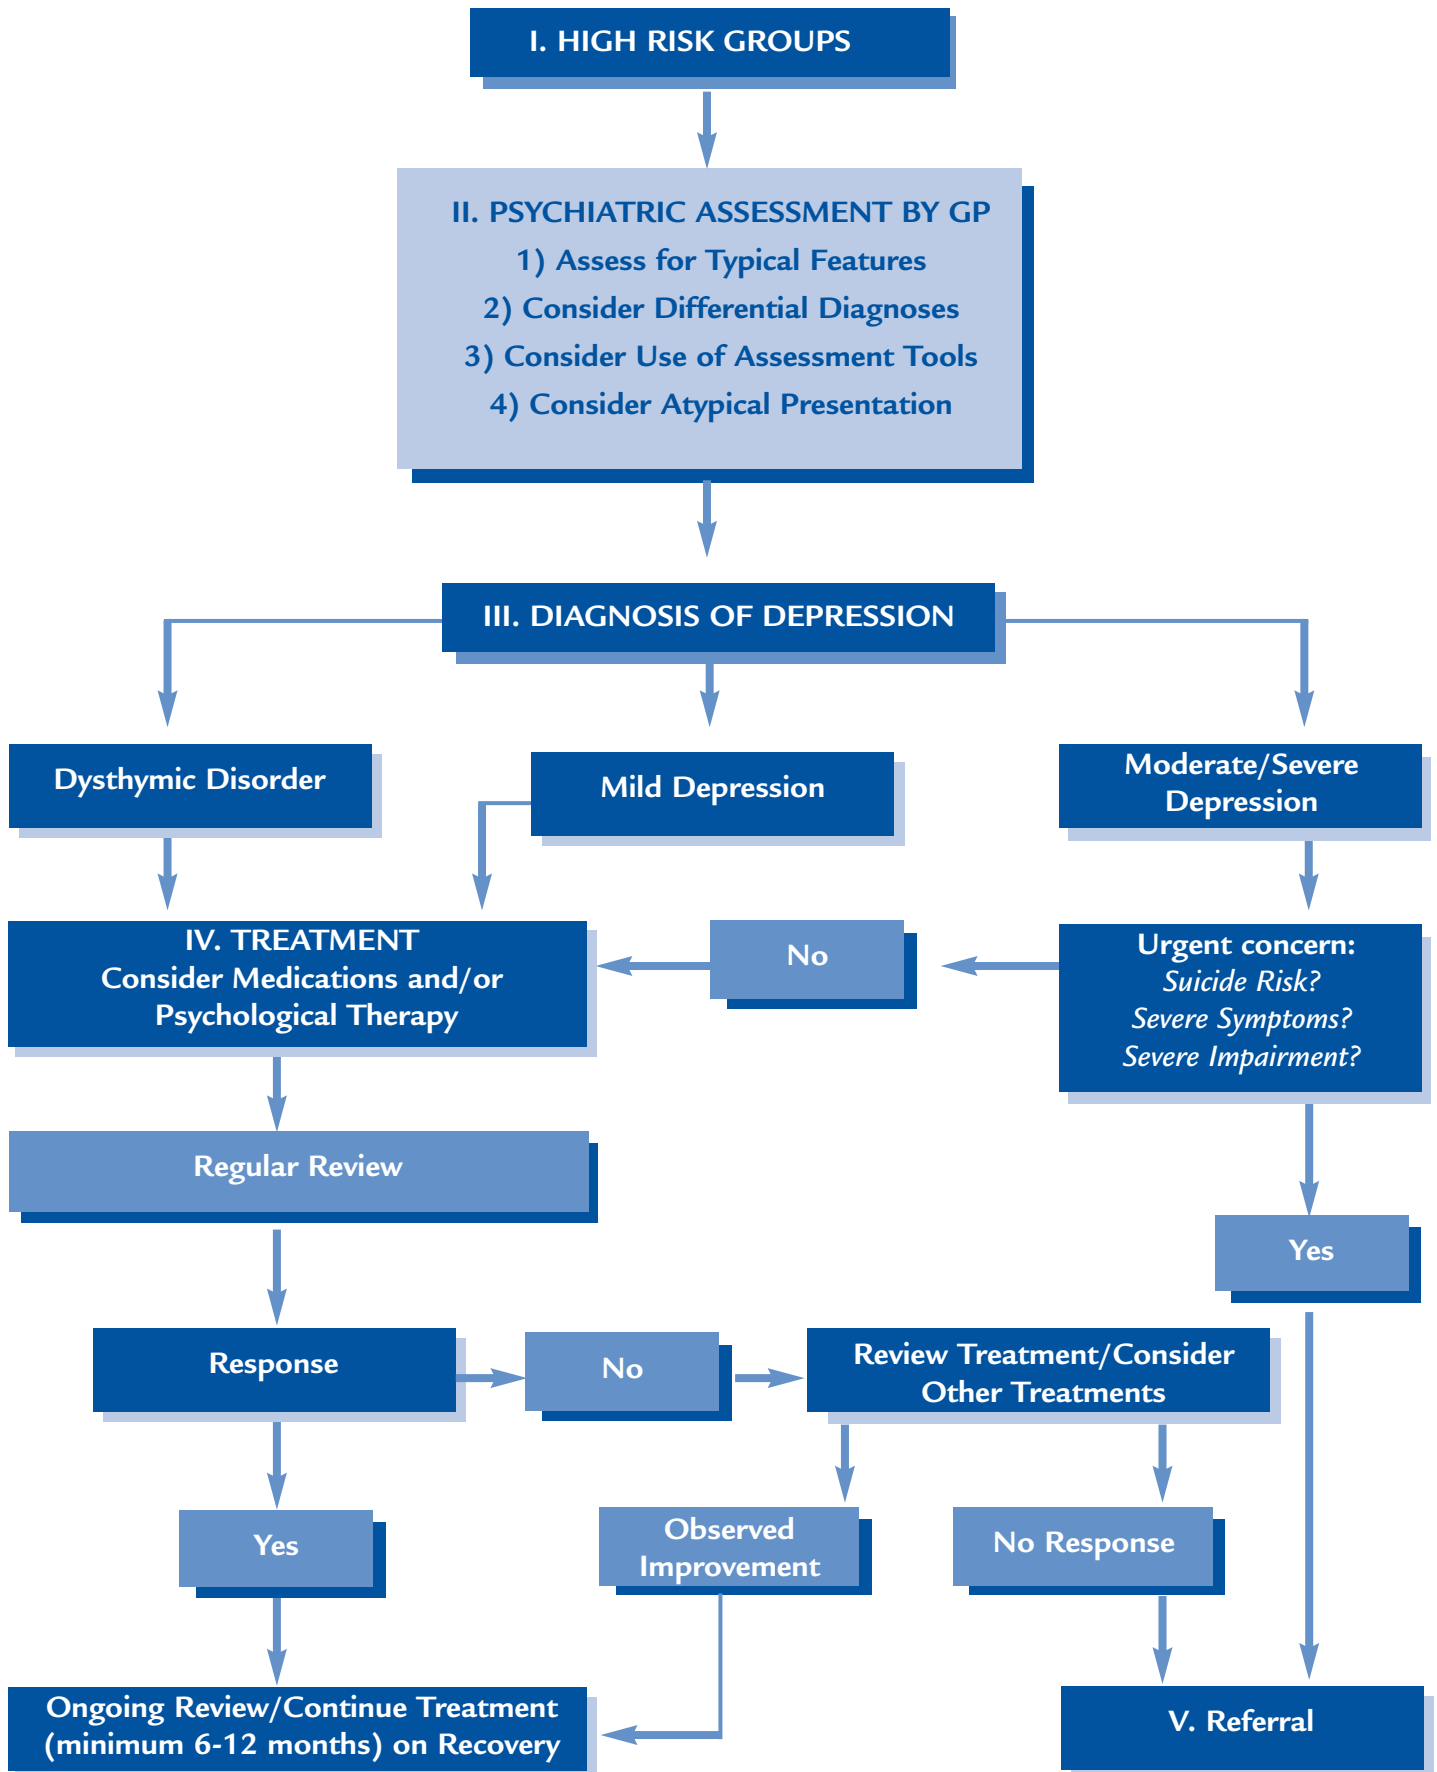 I. HIGH RISK GROUPS
II. PSYCHIATRIC ASSESSMENT BY GP
1) Assess for Typical Features
2) Consider Differential Diagnoses
3) Consider Use of Assessment Tools
4) Consider Atypical Presentation
III. DIAGNOSIS OF DEPRESSION
Dysthymic Disorder
Mild Depression
Moderate/Severe
Depression
IV. TREATMENT
Consider Medications and/or
Psychological Therapy
No
Urgent concern:
Suicide Risk?
Severe Symptoms?
Severe Impairment?
Regular Review
Yes
Response
No
Review Treatment/Consider
Other Treatments
Yes
Observed
Improvement
No Response
Ongoing Review/Continue Treatment
(minimum 6-12 months) on Recovery
V. Referral